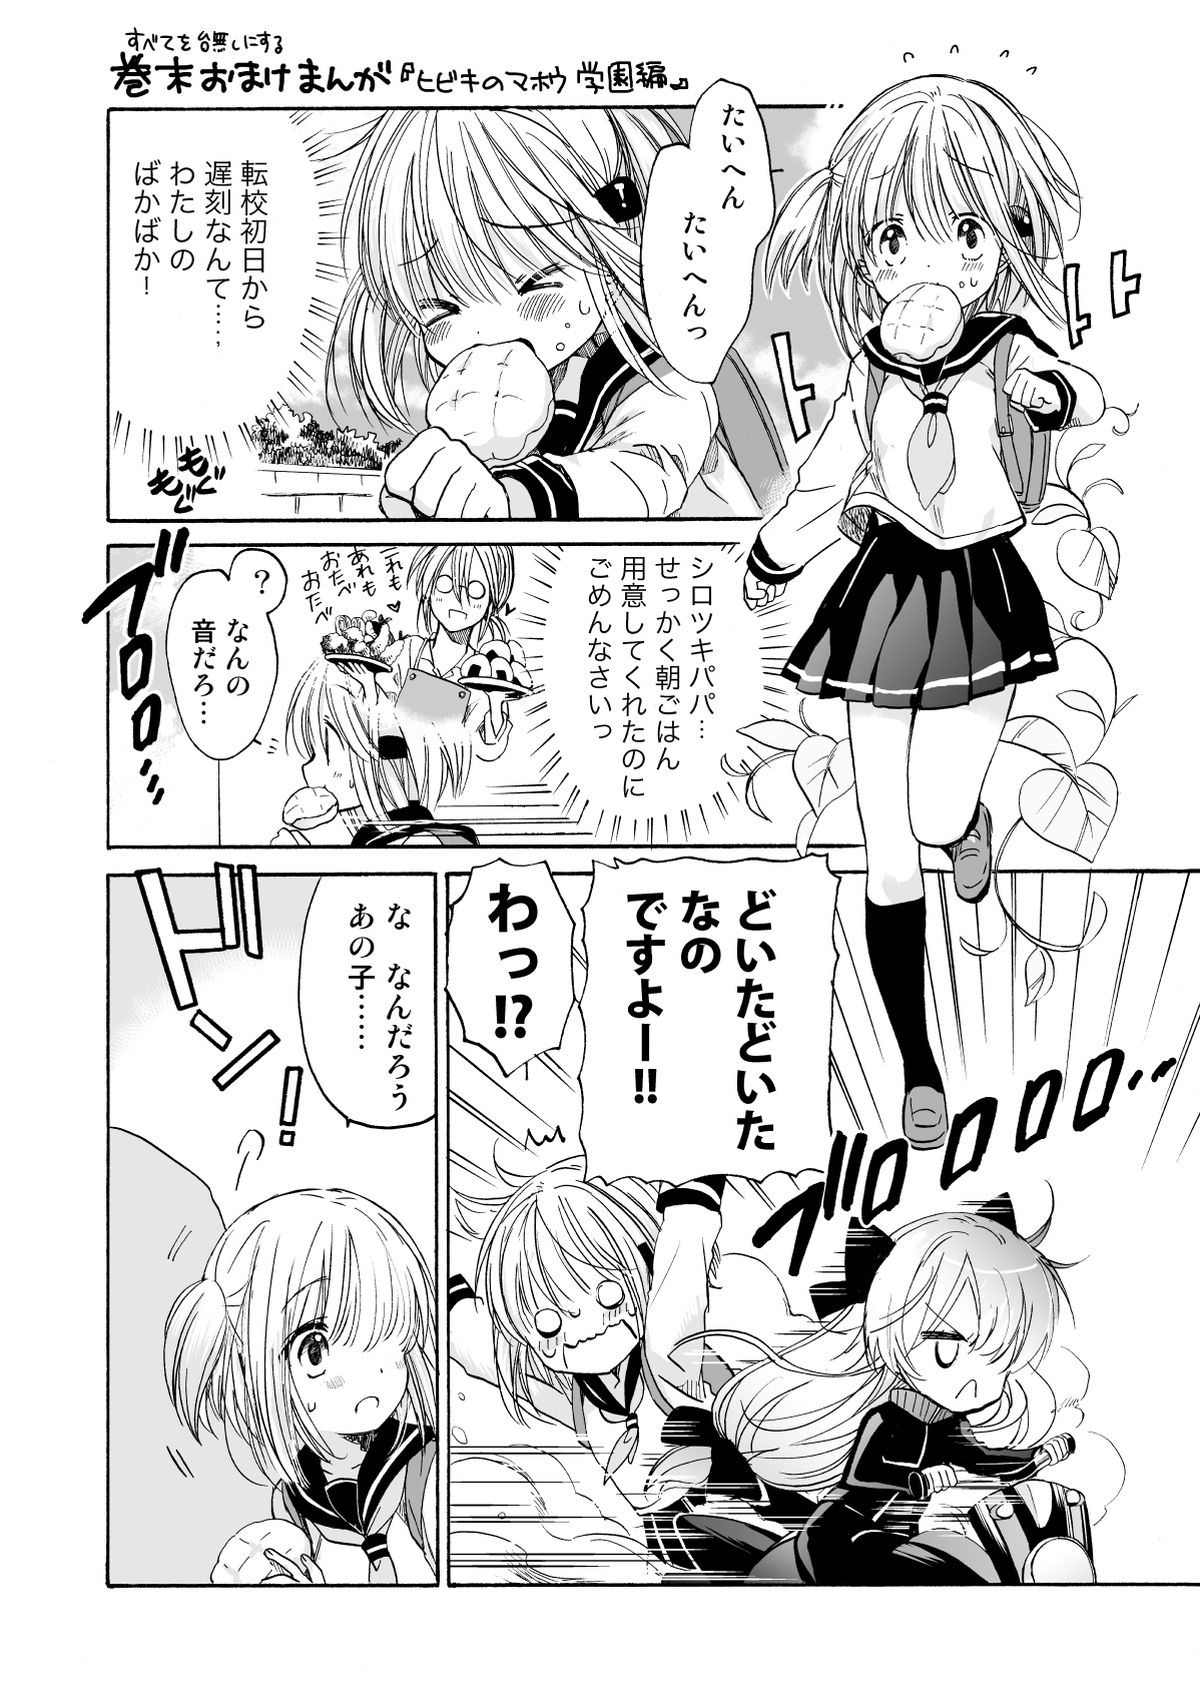 すべてを台無しにする
巻末おまけまんが『ヒビキのマホウ 学園編』
たいへん
たいへんっ
トトト
転校初日から
遅刻なんて……、
わたしの
ばかばか!
もぐ
もぐ
シロツキパパ…
せっかく朝ごはん
用意してくれたのに
ごめんなさいっ
これも
あれも
おたべ
おたべ
?
なんの
音だろ…
ブロロ…
どいたどいた
なの
ですよー!!
わっ!?
ブロロロロ…
な なんだろう
あの子……
ドキン!